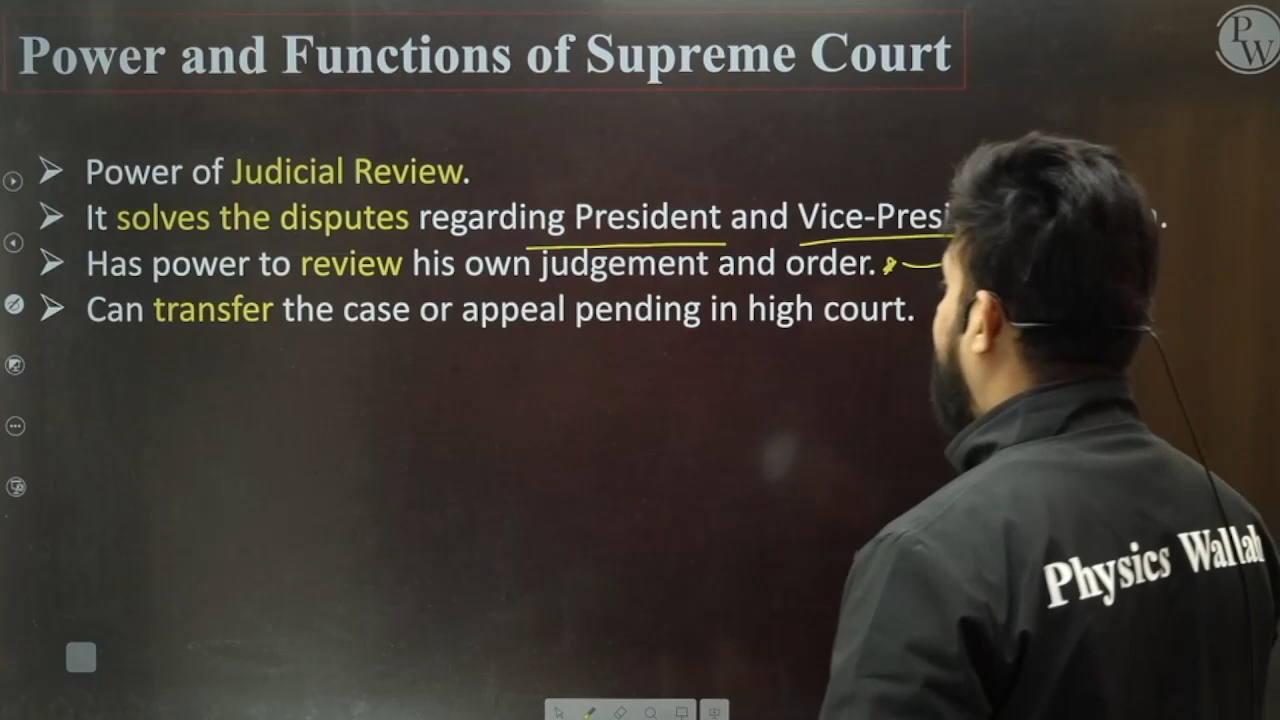 Power and Functions of Supreme Court
PW
➢ Power of Judicial Review.
➢ It solves the disputes regarding President and Vice-Presi
➢ Has power to review his own judgement and order.
➢ Can transfer the case or appeal pending in high court.
Physics Wallah